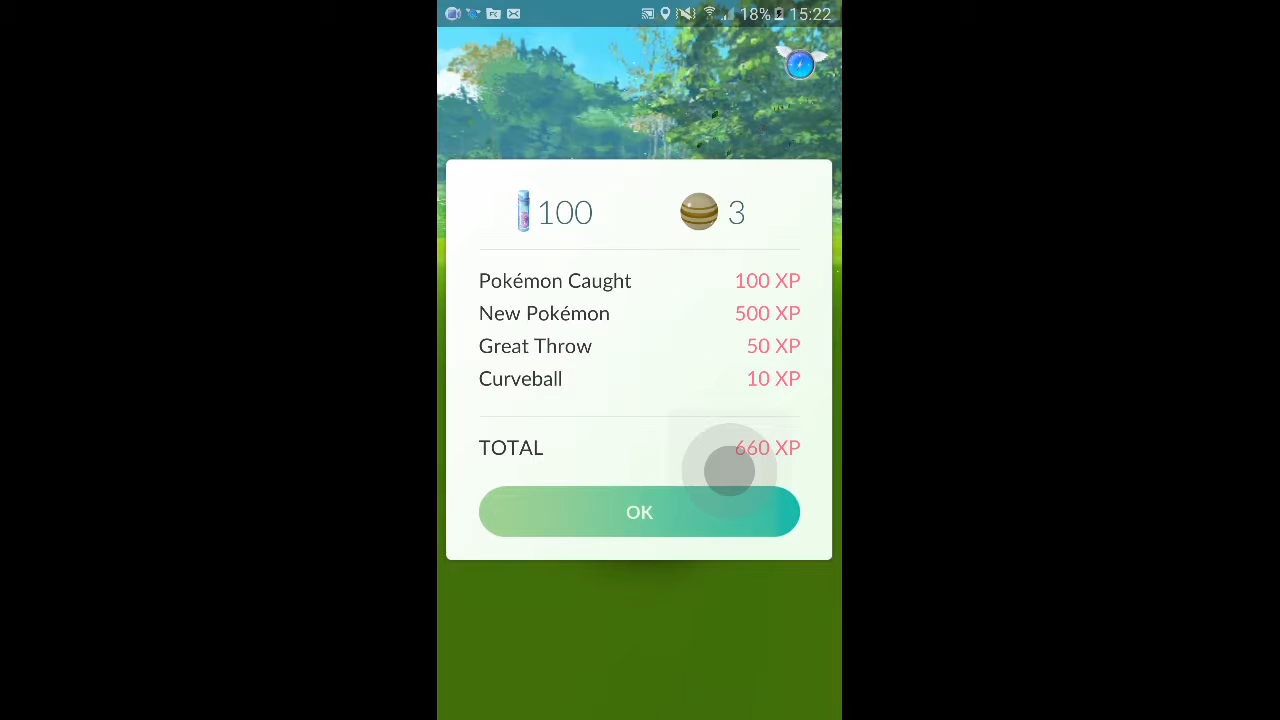 18% 15:22
100 3
Pokémon Caught 100 XP
New Pokémon 500 XP
Great Throw 50 XP
Curveball 10 XP
TOTAL 660 XP
OK